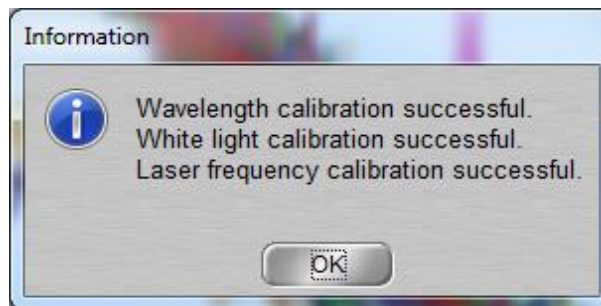 Information
Wavelength calibration successful.
White light calibration successful.
Laser frequency calibration successful.
OK